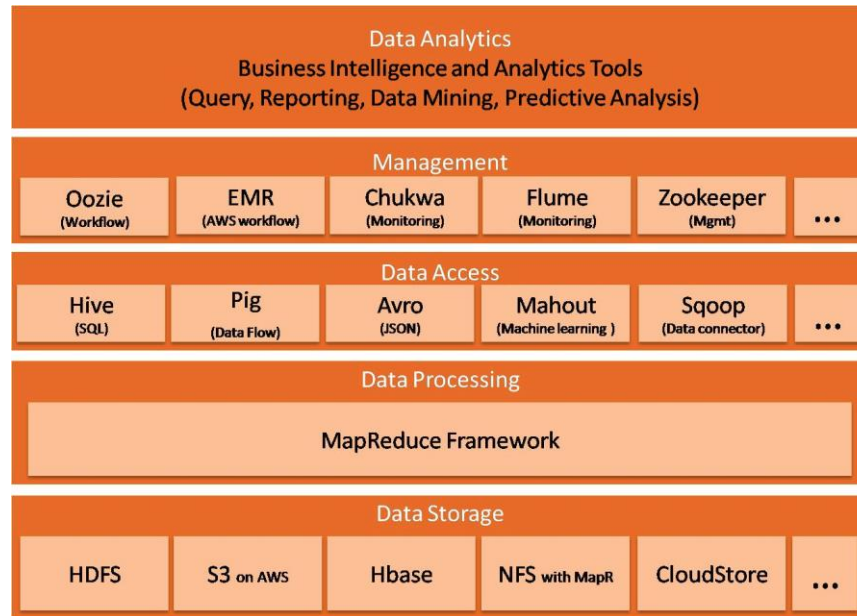 Data Analytics
Business Intelligence and Analytics Tools
(Query, Reporting, Data Mining, Predictive Analysis)
Management
Oozie
(Workflow)
EMR
(AWS workflow)
Chukwa
(Monitoring)
Flume
(Monitoring)
Zookeeper
(Mgmt)
...
Data Access
Hive
(SQL)
Pig
(Data Flow)
Avro
(JSON)
Mahout
(Machine learning )
Sqoop
(Data connector)
...
Data Processing
MapReduce Framework
Data Storage
HDFS
S3 on AWS
Hbase
NFS with MapR
CloudStore
...